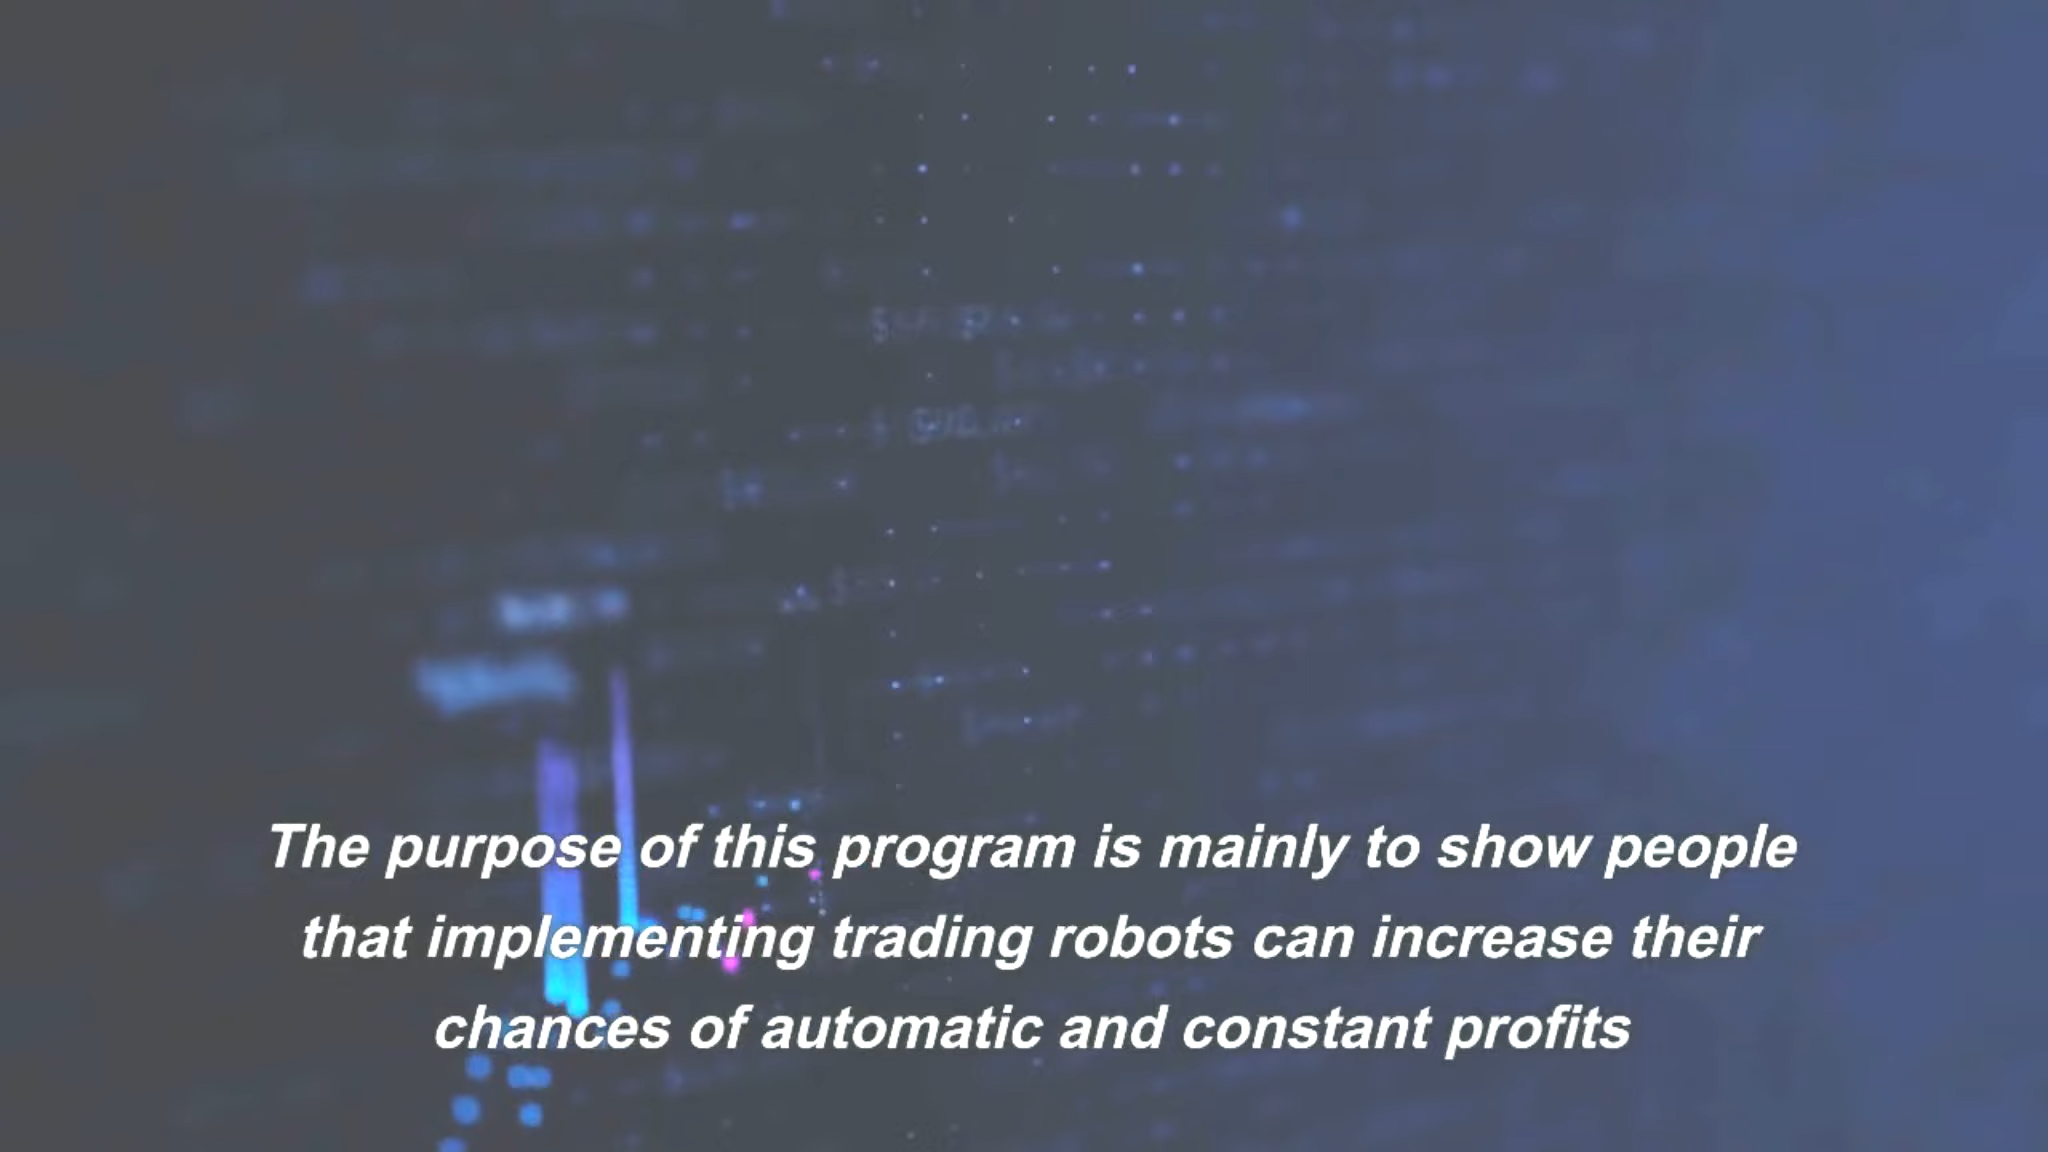 The purpose of this program is mainly to show people
that implementing trading robots can increase their
chances of automatic and constant profits